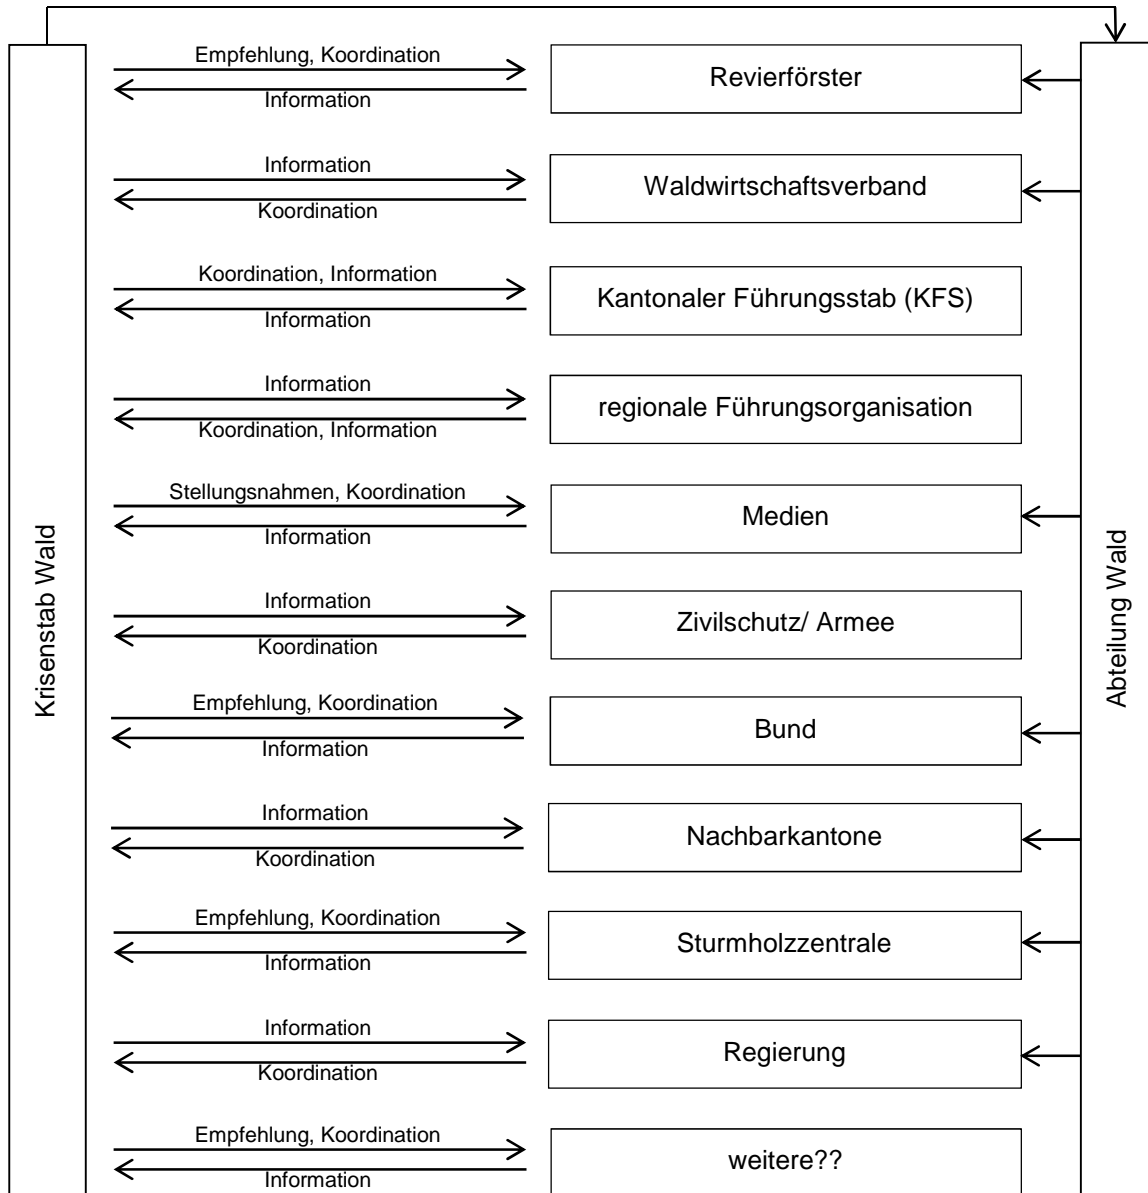 Empfehlung, Koordination
Revierförster
Information
Information
Waldwirtschaftsverband
Koordination
Koordination, Information
Kantonaler Führungsstab (KFS)
Information
Information
regionale Führungsorganisation
Koordination, Information
Stellungsnahmen, Koordination
Medien
Information
Krisenstab Wald
Abteilung Wald
Information
Zivilschutz/ Armee
Koordination
Empfehlung, Koordination
Bund
Information
Information
Nachbarkantone
Koordination
Empfehlung, Koordination
Sturmholzzentrale
Information
Information
Regierung
Koordination
Empfehlung, Koordination
weitere??
Information